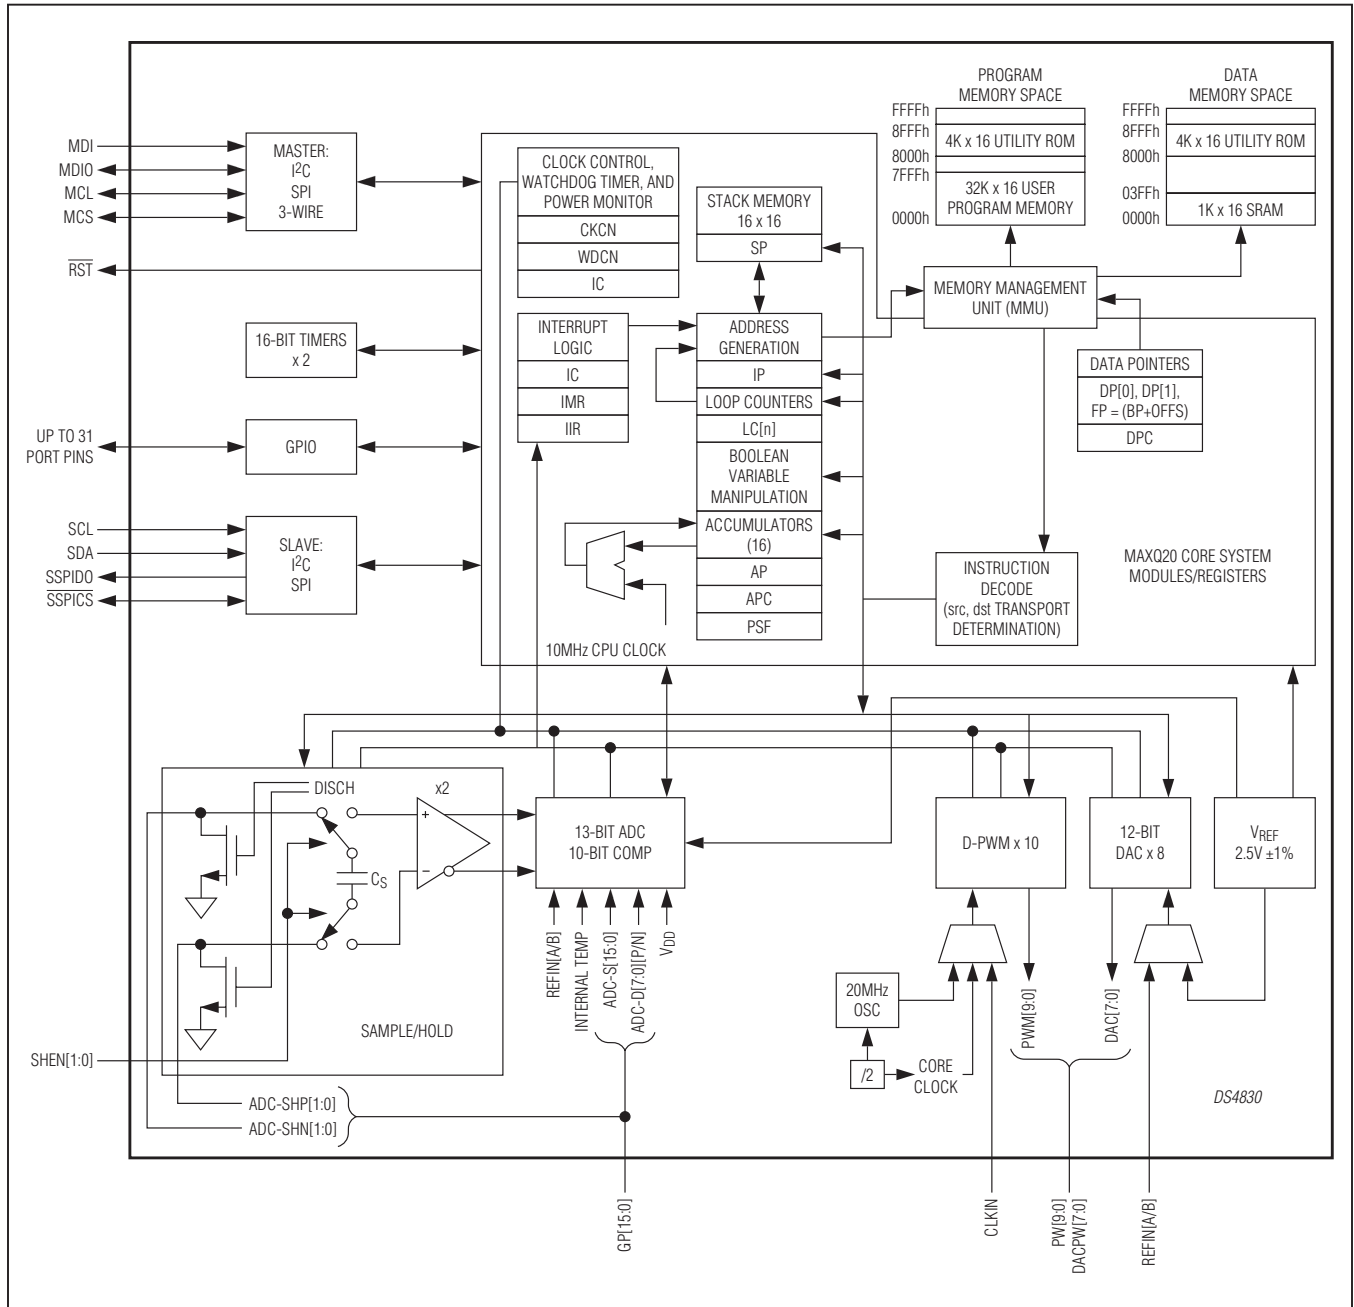 PROGRAM
MEMORY SPACE
FFFFh
8FFFh
4K x 16 UTILITY ROM
8000h
7FFFh
32K x 16 USER
PROGRAM MEMORY
0000h
DATA
MEMORY SPACE
FFFFh
8FFFh
4K x 16 UTILITY ROM
8000h
03FFh
1K x 16 SRAM
0000h
MDI
MDIO
MCL
MCS
MASTER:
I2C
SPI
3-WIRE
RST
CLOCK CONTROL,
WATCHDOG TIMER, AND
POWER MONITOR
CKCN
WDCN
IC
STACK MEMORY
16 x 16
SP
MEMORY MANAGEMENT
UNIT (MMU)
16-BIT TIMERS
x 2
INTERRUPT
LOGIC
IC
IMR
IIR
ADDRESS
GENERATION
IP
LOOP COUNTERS
LC[n]
BOOLEAN
VARIABLE
MANIPULATION
ACCUMULATORS
(16)
AP
APC
PSF
DATA POINTERS
DP[0], DP[1],
FP = (BP+OFFS)
DPC
UP TO 31
PORT PINS
GPIO
SCL
SDA
SSPIDO
SSPICS
SLAVE:
I2C
SPI
INSTRUCTION
DECODE
(src, dst TRANSPORT
DETERMINATION)
MAXQ20 CORE SYSTEM
MODULES/REGISTERS
10MHz CPU CLOCK
DISCH
x2
+
−
CS
SAMPLE/HOLD
SHEN[1:0]
13-BIT ADC
10-BIT COMP
D-PWM x 10
12-BIT
DAC x 8
VREF
2.5V ±1%
REFIN[A/B]
INTERNAL TEMP
ADC-S[15:0]
ADC-D[7:0][P/N]
VDD
20MHz
OSC
/2
CORE
CLOCK
PWM[9:0]
DAC[7:0]
ADC-SHP[1:0]
ADC-SHN[1:0]
DS4830
GP[15:0]
CLKIN
PW[9:0]
DACPW[7:0]
REFIN[A/B]